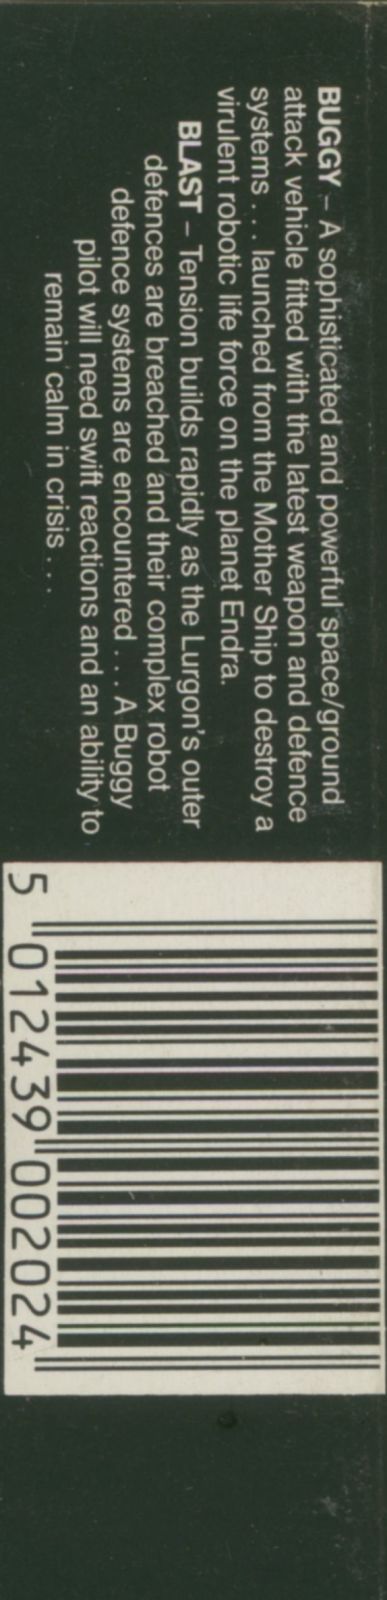 BUGGY – A sophisticated and powerful space/ground
attack vehicle fitted with the latest weapon and defence
systems ... launched from the Mother Ship to destroy a
virulent robotic life force on the planet Endra.
BLAST – Tension builds rapidly as the Lurgon's outer
defences are breached and their complex robot
defence systems are encountered ... A Buggy
pilot will need swift reactions and an ability to
remain calm in crisis ....
5 012439 002024